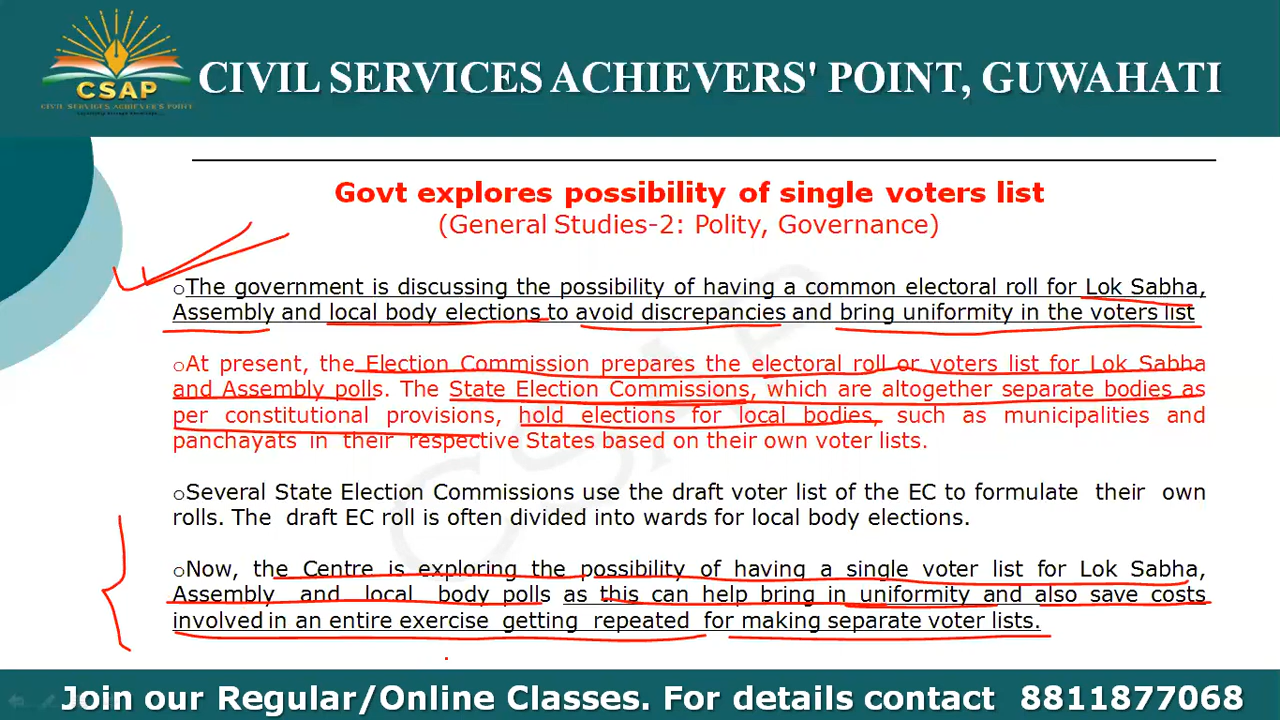 CSAP
CIVIL SERVICES ACHIEVER'S POINT
CIVIL SERVICES ACHIEVERS' POINT, GUWAHATI
Govt explores possibility of single voters list
(General Studies-2: Polity, Governance)
oThe government is discussing the possibility of having a common electoral roll for Lok Sabha,
Assembly and local body elections to avoid discrepancies and bring uniformity in the voters list
oAt present, the Election Commission prepares the electoral roll or voters list for Lok Sabha
and Assembly polls. The State Election Commissions, which are altogether separate bodies as
per constitutional provisions, hold elections for local bodies, such as municipalities and
panchayats in their respective States based on their own voter lists.
oSeveral State Election Commissions use the draft voter list of the EC to formulate their own
rolls. The draft EC roll is often divided into wards for local body elections.
oNow, the Centre is exploring the possibility of having a single voter list for Lok Sabha,
Assembly and local body polls as this can help bring in uniformity and also save costs
involved in an entire exercise getting repeated for making separate voter lists.
CSAP
Join our Regular/Online Classes. For details contact 8811877068